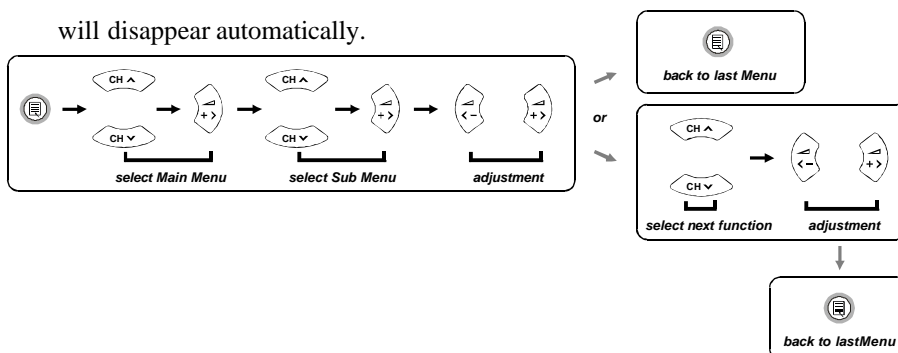 will disappear automatically.
CH ∧ CH ∧
+ > + > < - + >
CH ∨ CH ∨
select Main Menu select Sub Menu adjustment
or
back to last Menu
CH ∧
< - + >
CH ∨
select next function adjustment
back to lastMenu